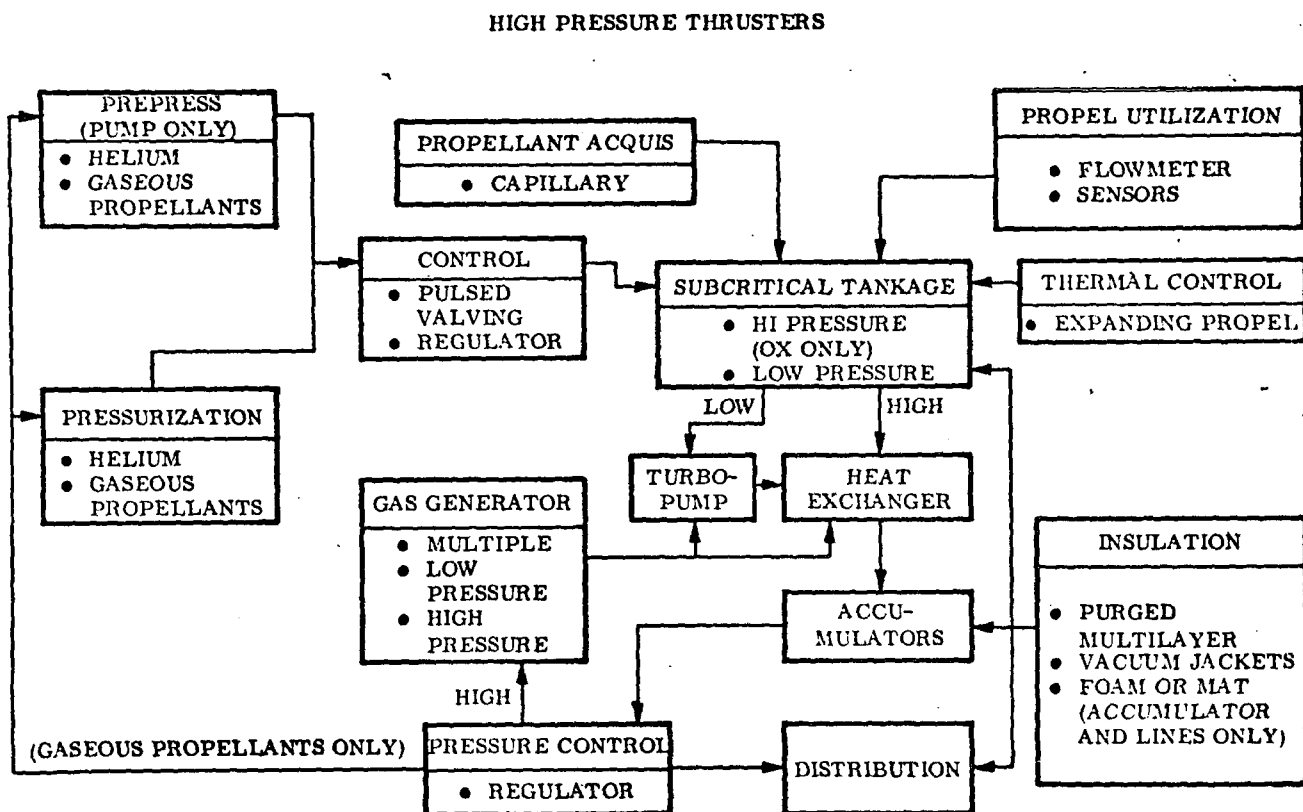 HIGH PRESSURE THRUSTERS
PREPRESS
(PUMP ONLY)
● HELIUM
● GASEOUS
PROPELLANTS
PROPELLANT ACQUIS
● CAPILLARY
PROPEL UTILIZATION
● FLOWMETER
● SENSORS
CONTROL
● PULSED
VALVING
● REGULATOR
SUBCRITICAL TANKAGE
● HI PRESSURE
(OX ONLY)
● LOW PRESSURE
THERMAL CONTROL
● EXPANDING PROPEL
PRESSURIZATION
● HELIUM
● GASEOUS
PROPELLANTS
LOW
HIGH
TURBO-
PUMP
HEAT
EXCHANGER
GAS GENERATOR
● MULTIPLE
● LOW
PRESSURE
● HIGH
PRESSURE
ACCU-
MULATORS
INSULATION
● PURGED
MULTILAYER
● VACUUM JACKETS
● FOAM OR MAT
(ACCUMULATOR
AND LINES ONLY)
HIGH
(GASEOUS PROPELLANTS ONLY)
PRESSURE CONTROL
● REGULATOR
DISTRIBUTION